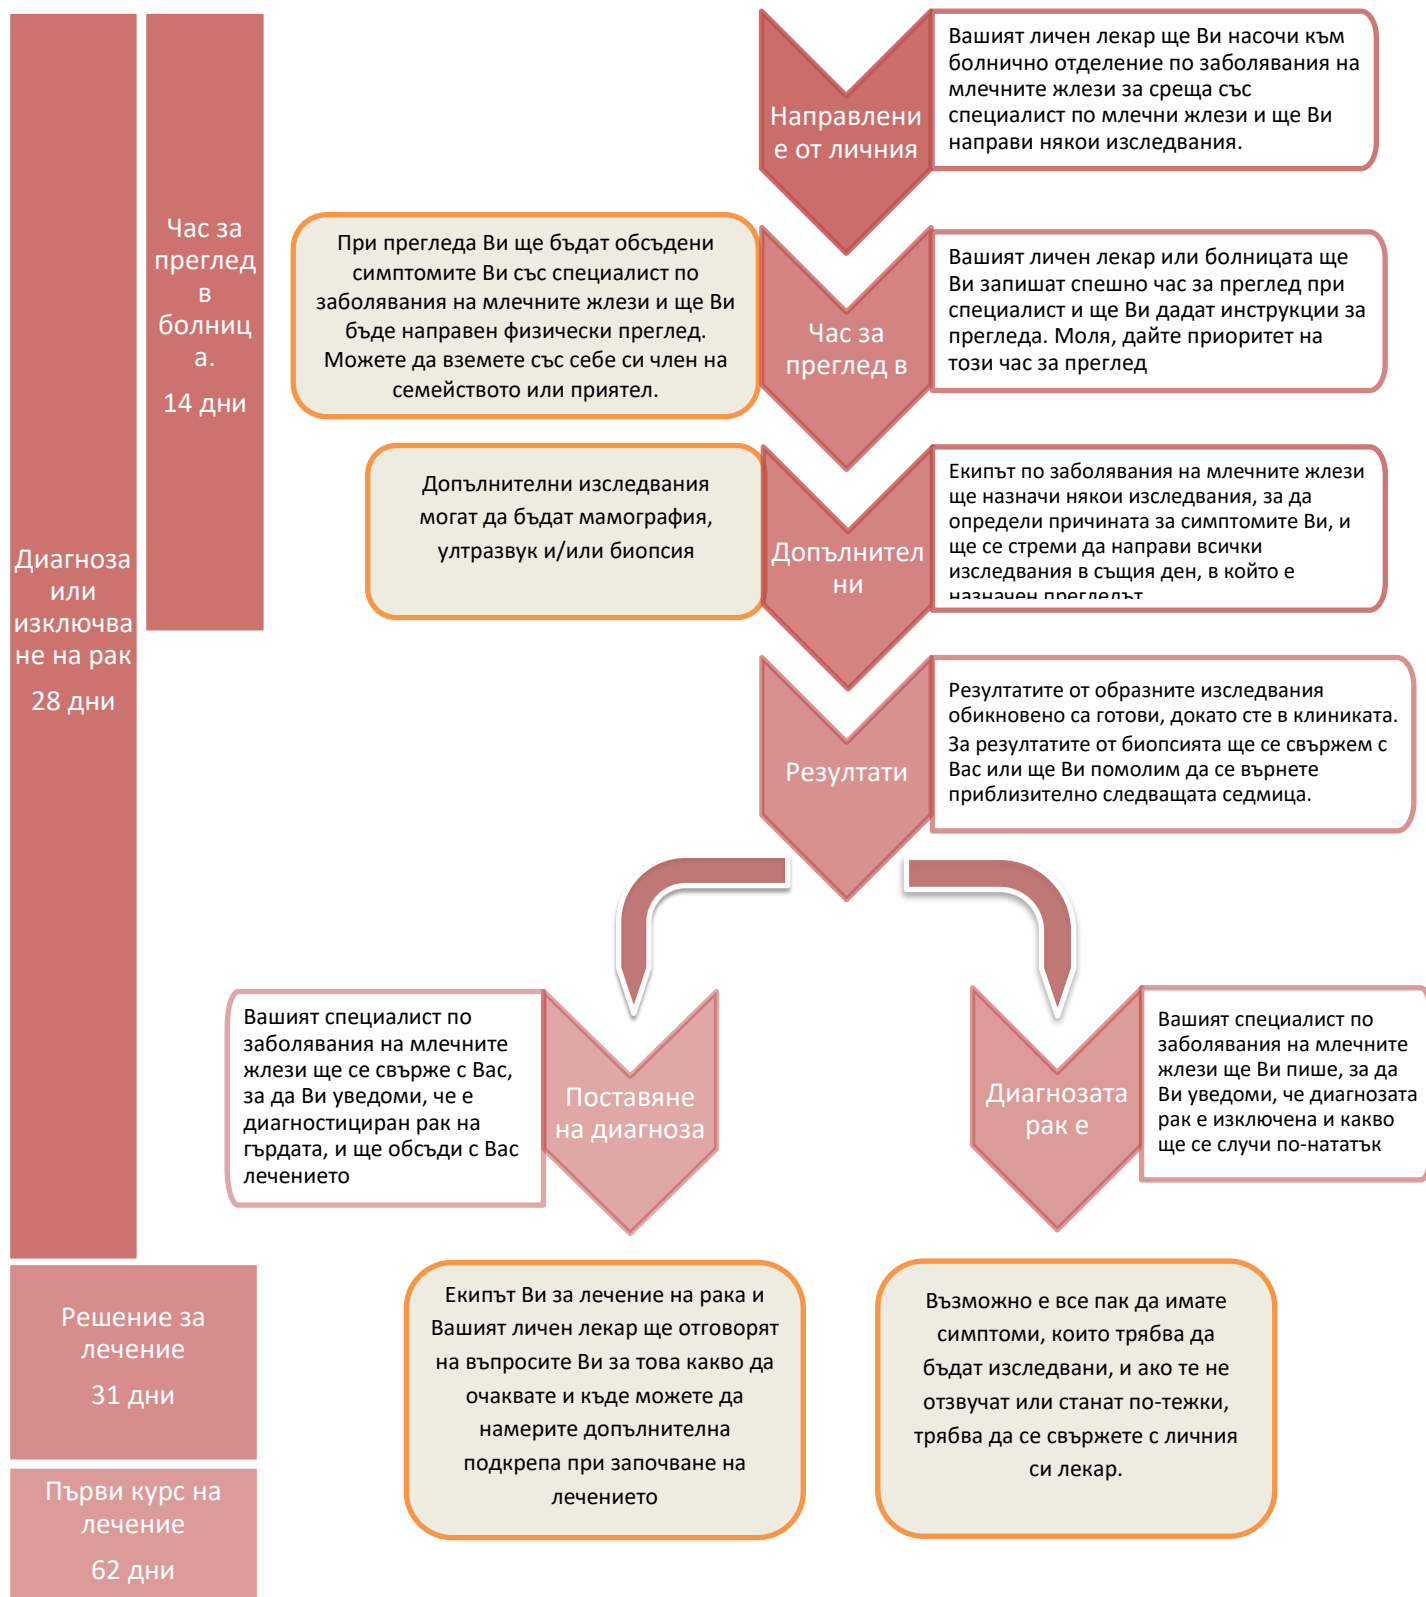 Диагноза
или
изключва
не на рак
28 дни
Час за
преглед
в
болниц
а.
14 дни
Направлени
е от личния
Вашият личен лекар ще Ви насочи към
болнично отделение по заболявания на
млечните жлези за среща със
специалист по млечни жлези и ще Ви
направи някои изследвания.
При прегледа Ви ще бъдат обсъдени
симптомите Ви със специалист по
заболявания на млечните жлези и ще Ви
бъде направен физически преглед.
Можете да вземете със себе си член на
семейството или приятел.
Час за
преглед в
Вашият личен лекар или болницата ще
Ви запишат спешно час за преглед при
специалист и ще Ви дадат инструкции за
прегледа. Моля, дайте приоритет на
този час за преглед
Допълнителни изследвания
могат да бъдат мамография,
ултразвук и/или биопсия
Допълнител
ни
Екипът по заболявания на млечните жлези
ще назначи някои изследвания, за да
определи причината за симптомите Ви, и
ще се стреми да направи всички
изследвания в същия ден, в който е
назначен прегледът
Резултати
Резултатите от образните изследвания
обикновено са готови, докато сте в клиниката.
За резултатите от биопсията ще се свържем с
Вас или ще Ви помолим да се върнете
приблизително следващата седмица.
Вашият специалист по
заболявания на млечните
жлези ще се свърже с Вас,
за да Ви уведоми, че е
диагностициран рак на
гърдата, и ще обсъди с Вас
лечението
Поставяне
на диагноза
Диагнозата
рак е
Вашият специалист по
заболявания на млечните
жлези ще Ви пише, за да
Ви уведоми, че диагнозата
рак е изключена и какво
ще се случи по-нататък
Решение за
лечение
31 дни
Първи курс на
лечение
62 дни
Екипът Ви за лечение на рака и
Вашият личен лекар ще отговорят
на въпросите Ви за това какво да
очаквате и къде можете да
намерите допълнителна
подкрепа при започване на
лечението
Възможно е все пак да имате
симптоми, които трябва да
бъдат изследвани, и ако те не
отзвучат или станат по-тежки,
трябва да се свържете с личния
си лекар.